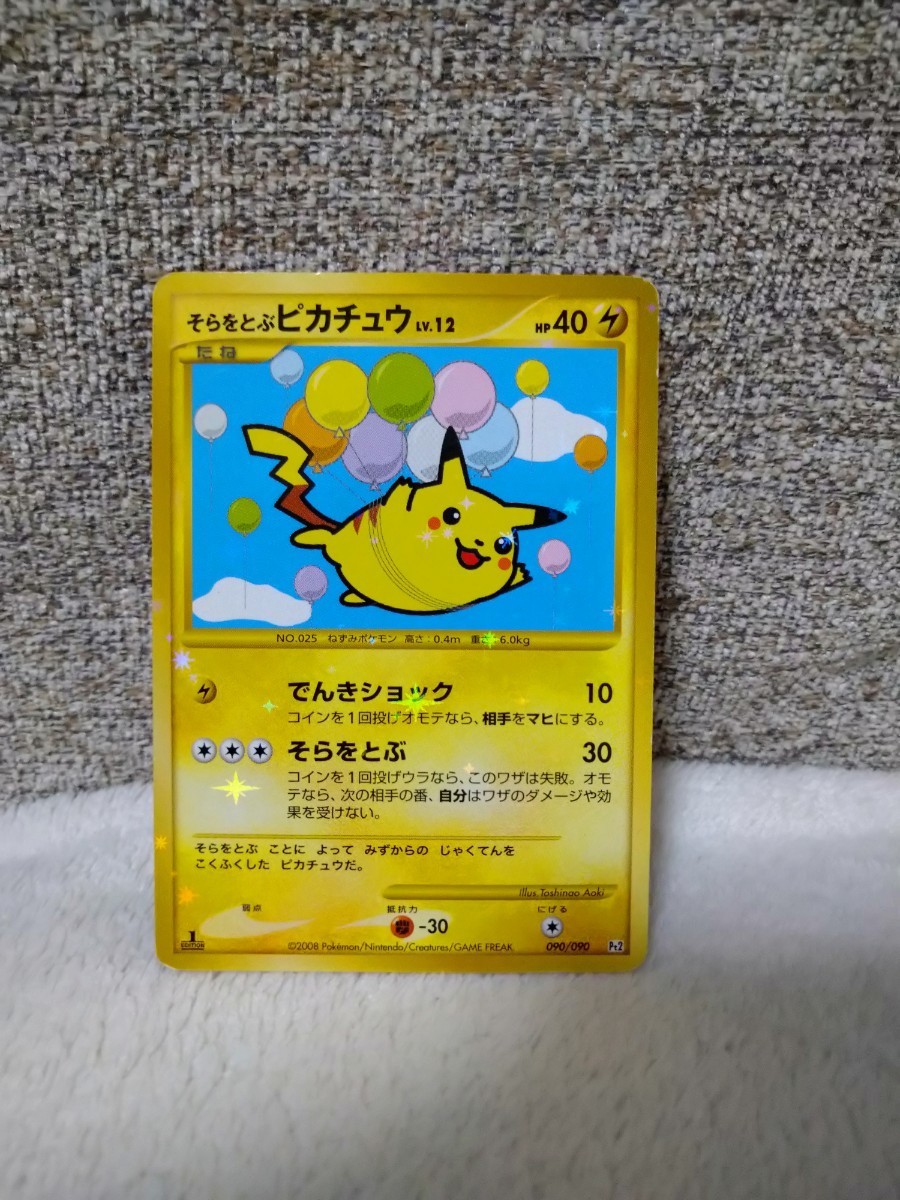 そらをとぶピカチュウ LV.12 HP40
たね
NO.025 ねずみポケモン 高さ:0.4m 重さ:6.0kg
でんきショック 10
コインを1回投げオモテなら、相手をマヒにする。
そらをとぶ 30
コインを1回投げウラなら、このワザは失敗。オモ
テなら、次の相手の番、自分はワザのダメージや効
果を受けない。
そらをとぶ ことに よって みずからの じゃくてんを
こくふくした ピカチュウだ。
Illus.Toshinao Aoki
弱点 抵抗力 にげる
-30
1 EDITION ©2008 Pokémon/Nintendo/Creatures/GAME FREAK 090/090 Pt2